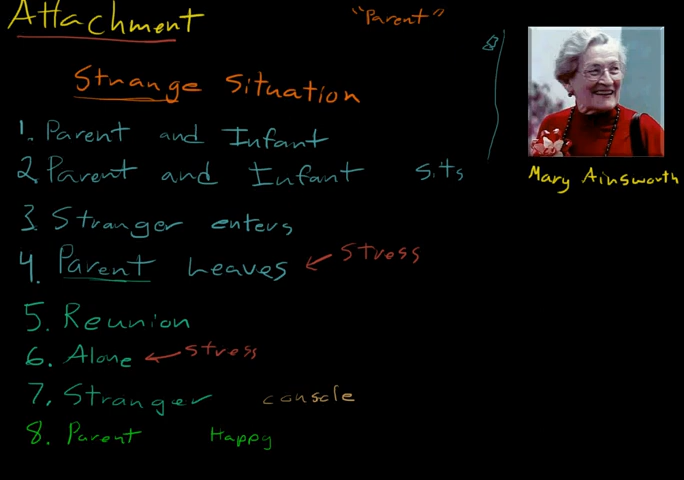 Attachment
"Parent"
Strange Situation
1. Parent and Infant
2. Parent and Infant sits
3. Stranger enters
4. Parent Leaves ← Stress
5. Reunion
6. Alone ← Stress
7. Stranger console
8. Parent Happy
Mary Ainsworth